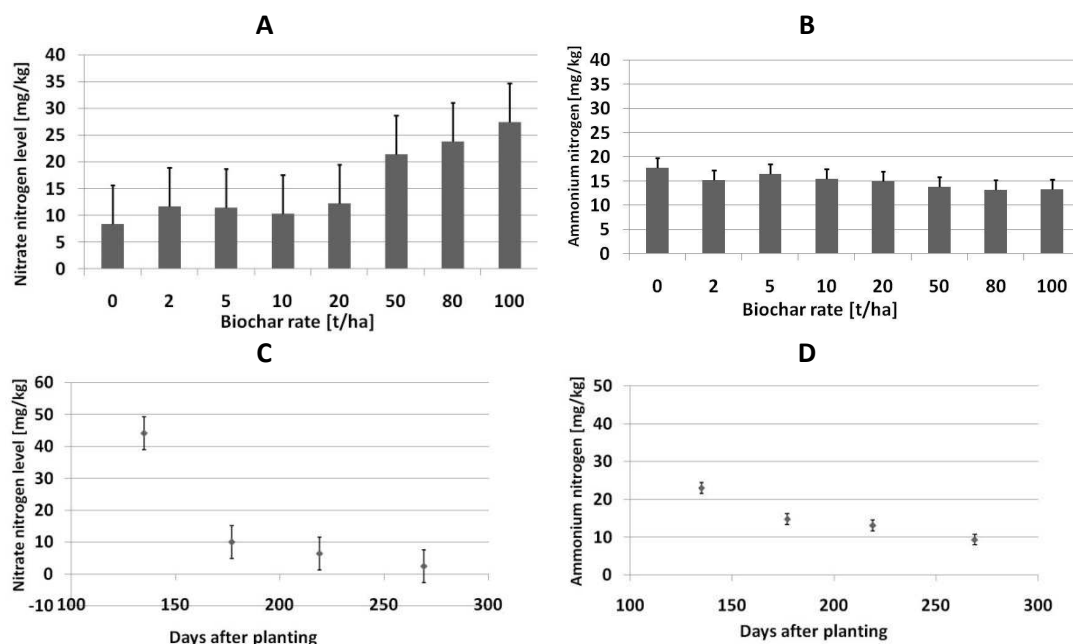 A
Nitrate nitrogen level [mg/kg]
40
35
30
25
20
15
10
5
0
0 2 5 10 20 50 80 100
Biochar rate [t/ha]
B
Ammonium nitrogen [mg/kg]
40
35
30
25
20
15
10
5
0
0 2 5 10 20 50 80 100
Biochar rate [t/ha]
C
Nitrate nitrogen level [mg/kg]
60
50
40
30
20
10
0
-10
100 150 200 250 300
Days after planting
D
Ammonium nitrogen [mg/kg]
50
40
30
20
10
0
100 150 200 250 300
Days after planting